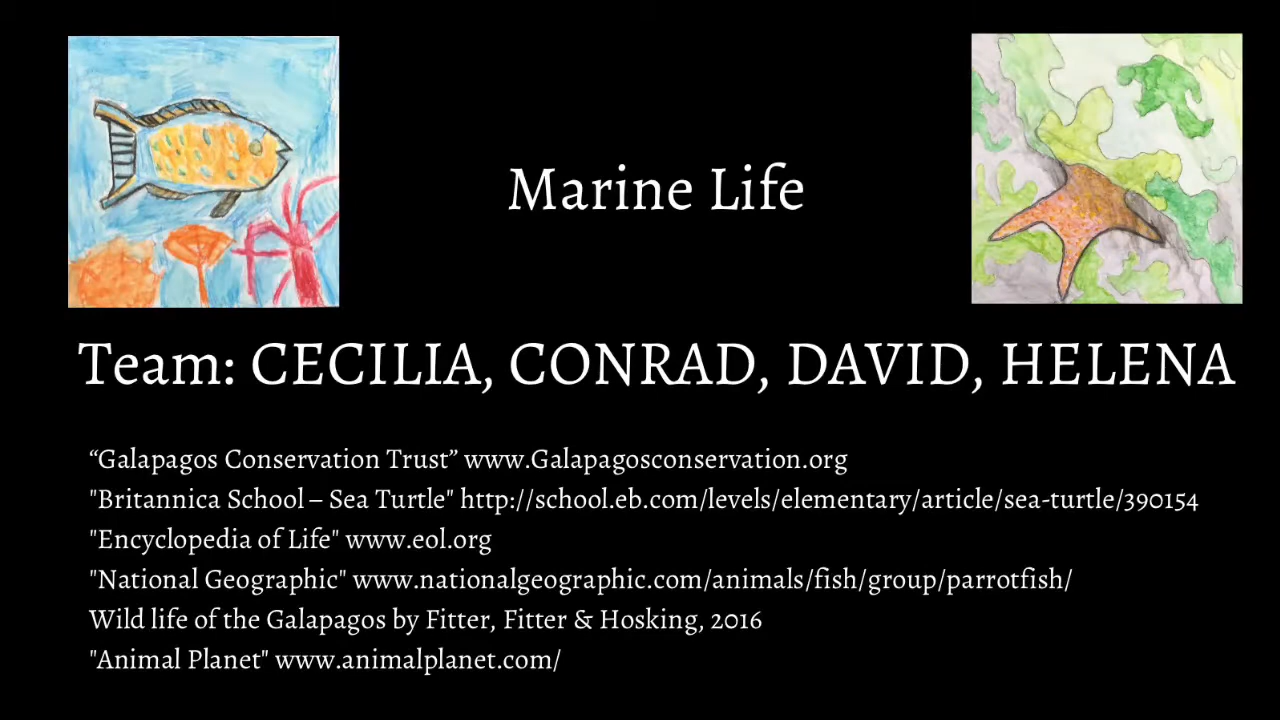 Marine Life
Team: CECILIA, CONRAD, DAVID, HELENA
“Galapagos Conservation Trust” www.Galapagosconservation.org
"Britannica School – Sea Turtle" http://school.eb.com/levels/elementary/article/sea-turtle/390154
"Encyclopedia of Life" www.eol.org
"National Geographic" www.nationalgeographic.com/animals/fish/group/parrotfish/
Wild life of the Galapagos by Fitter, Fitter & Hosking, 2016
"Animal Planet" www.animalplanet.com/